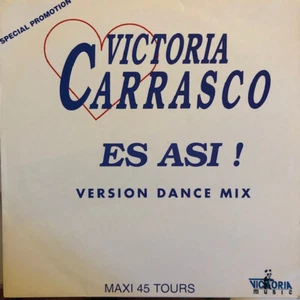 SPECIAL PROMOTION
VICTORIA
CARRASCO
ES ASI !
VERSION DANCE MIX
MAXI 45 TOURS
VICTORIA
music